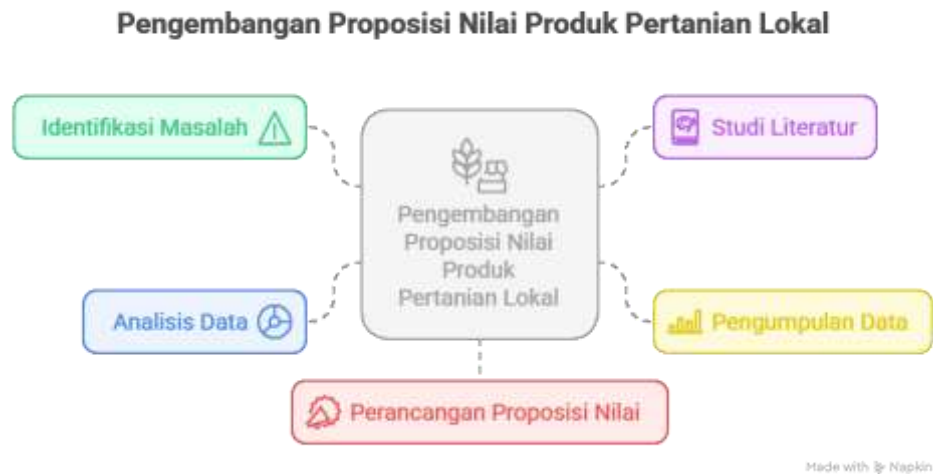 Pengembangan Proposisi Nilai Produk Pertanian Lokal
Identifikasi Masalah
Studi Literatur
Pengembangan
Proposisi Nilai
Produk
Pertanian Lokal
Analisis Data
Pengumpulan Data
Perancangan Proposisi Nilai
Made with Napkin